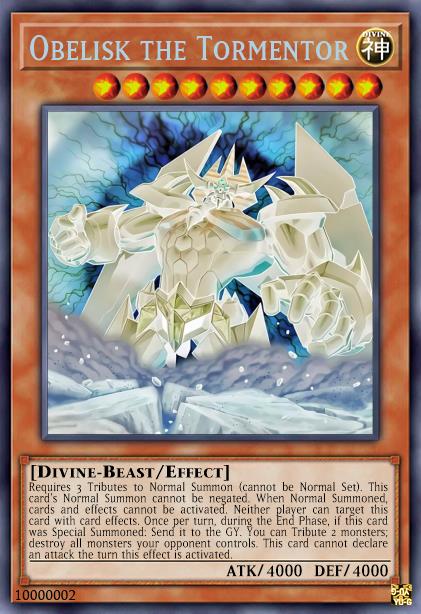 OBELISK THE TORMENTOR
DIVINE
神
[DIVINE-BEAST/EFFECT]
Requires 3 Tributes to Normal Summon (cannot be Normal Set). This
card's Normal Summon cannot be negated. When Normal Summoned,
cards and effects cannot be activated. Neither player can target this
card with card effects. Once per turn, during the End Phase, if this card
was Special Summoned: Send it to the GY. You can Tribute 2 monsters;
destroy all monsters your opponent controls. This card cannot declare
an attack the turn this effect is activated.
ATK/4000 DEF/4000
10000002